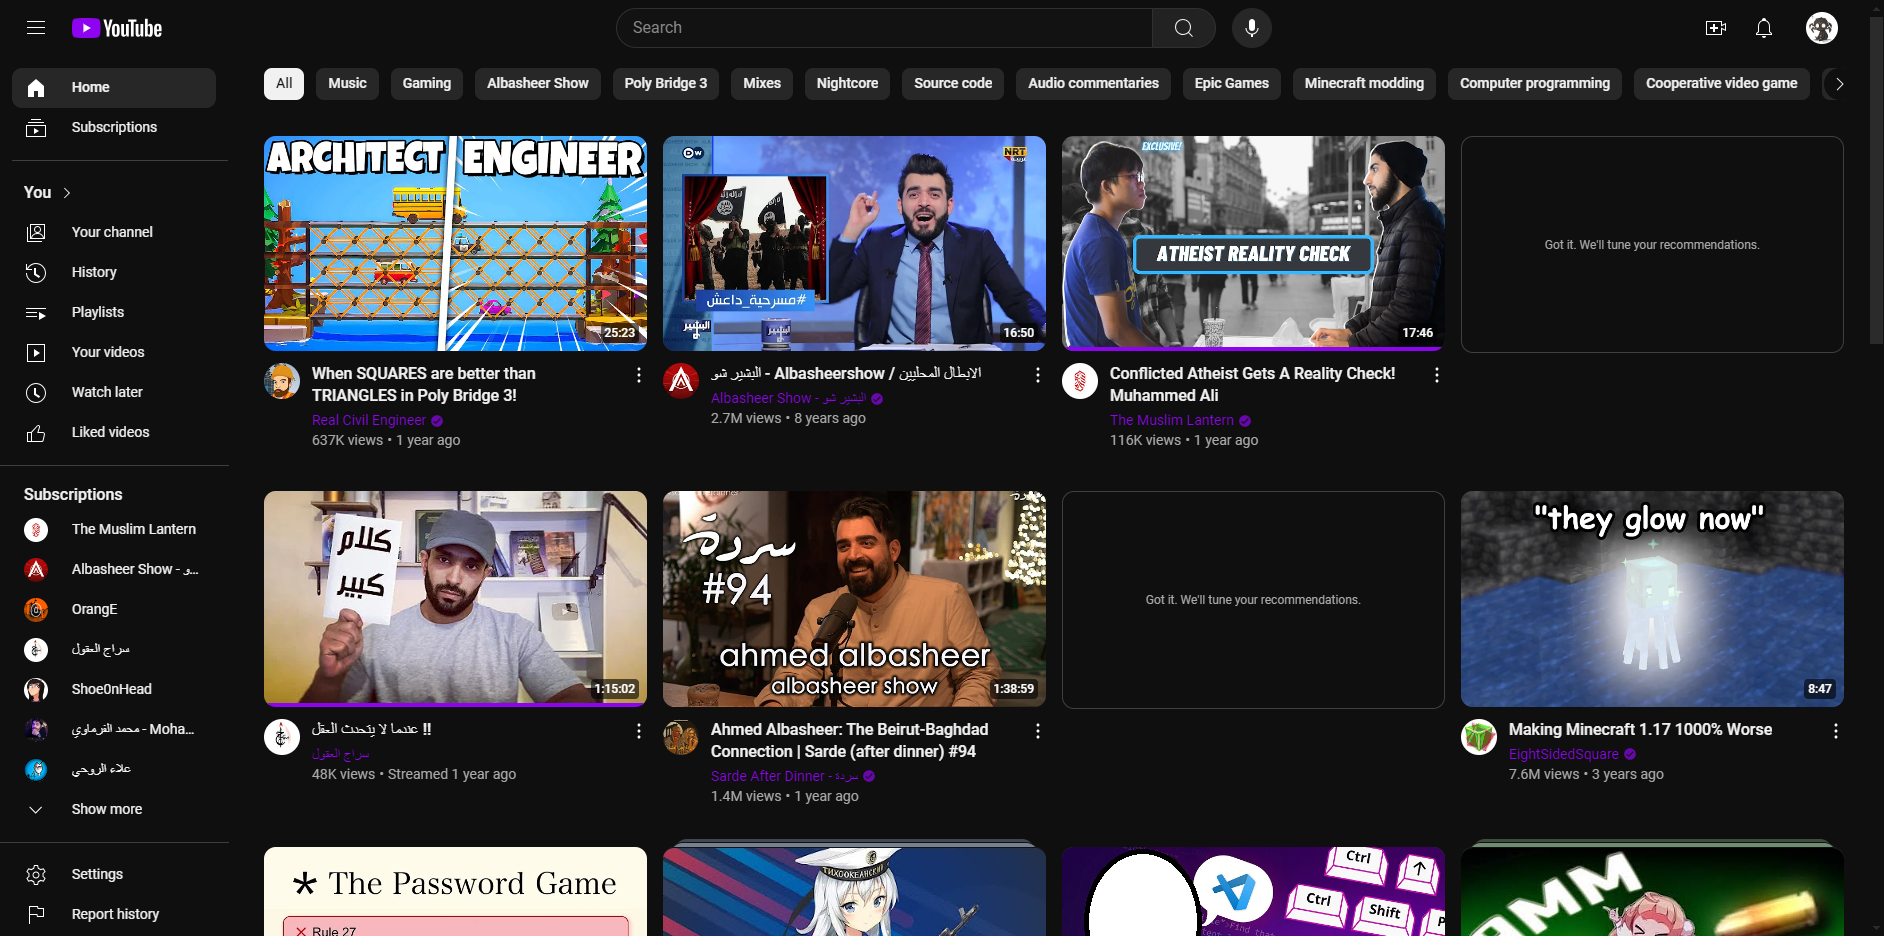 YouTube
Search
Home
Subscriptions
You
Your channel
History
Playlists
Your videos
Watch later
Liked videos
Subscriptions
The Muslim Lantern
Albasheer Show - و...
OrangE
سراج العقول
Shoe0nHead
محمد الفرماوي - Moha...
علاء الروحي
Show more
Settings
Report history
All
Music
Gaming
Albasheer Show
Poly Bridge 3
Mixes
Nightcore
Source code
Audio commentaries
Epic Games
Minecraft modding
Computer programming
Cooperative video game
ARCHITECT ENGINEER
25:23
When SQUARES are better than
TRIANGLES in Poly Bridge 3!
Real Civil Engineer
637K views • 1 year ago
DW
NRT
عربية
#مسرحية_داعش
البشير
شو
البشير
16:50
البشير شو - Albasheershow / الابطال المحليين
Albasheer Show - البشير شو
2.7M views • 8 years ago
EXCLUSIVE!
ATHEIST REALITY CHECK
17:46
Conflicted Atheist Gets A Reality Check!
Muhammed Ali
The Muslim Lantern
116K views • 1 year ago
Got it. We'll tune your recommendations.
كلام
كبير
1:15:02
عندما لا يتحدث العقل !!
سراج العقول
48K views • Streamed 1 year ago
سردة
#94
ahmed albasheer
albasheer show
1:38:59
Ahmed Albasheer: The Beirut-Baghdad
Connection | Sarde (after dinner) #94
Sarde After Dinner - سردة
1.4M views • 1 year ago
Got it. We'll tune your recommendations.
"they glow now"
8:47
Making Minecraft 1.17 1000% Worse
EightSidedSquare
7.6M views • 3 years ago
* The Password Game
Rule 27
ТИХООКЕАНСКИЙ
Ctrl
Ctrl
Shift
P